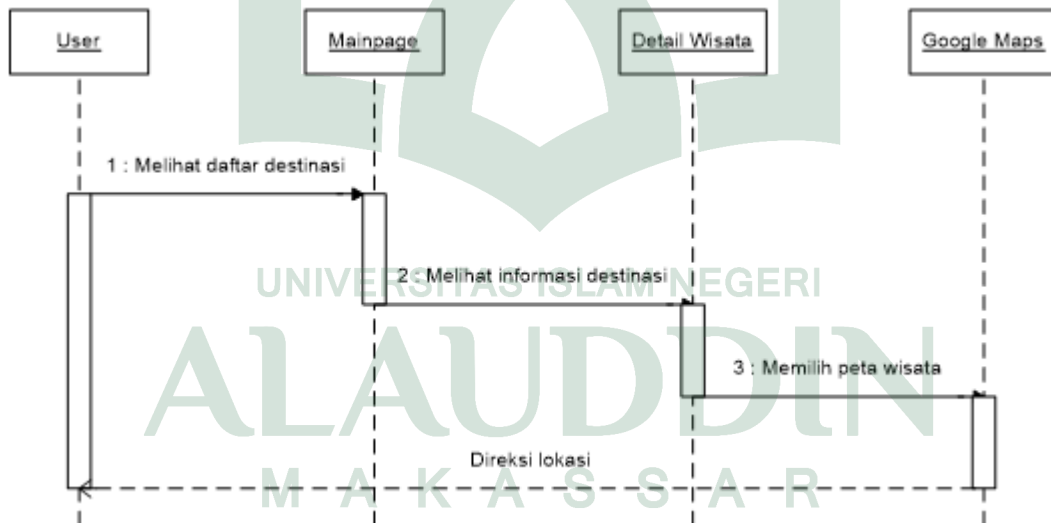 User
Mainpage
Detail Wisata
Google Maps
1 : Melihat daftar destinasi
2 : Melihat informasi destinasi
UNIVERSITAS ISLAM NEGERI
3 : Memilih peta wisata
ALAUDDIN
Direksi lokasi
MAKASSAR